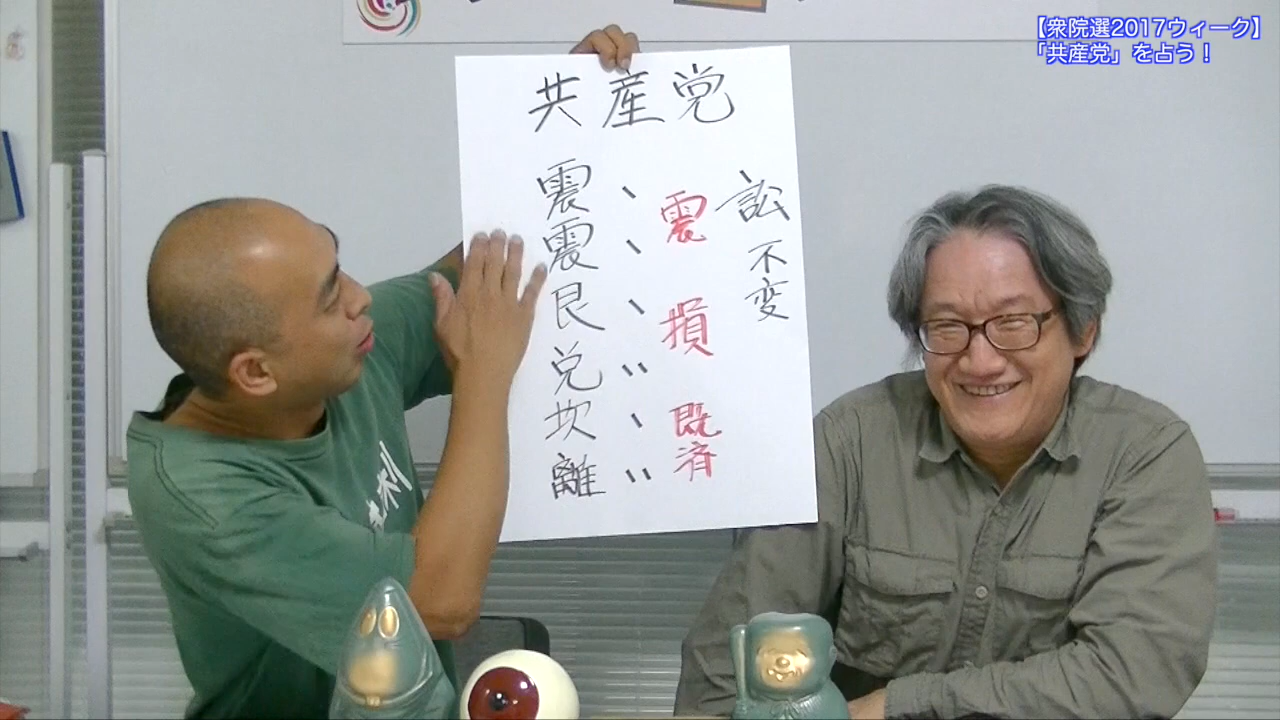 【衆院選2017ウィーク】
「共産党」を占う！
共産党
震、
震、
艮、
兌〃
坎、
離〃
震
損
既済
訟
不変